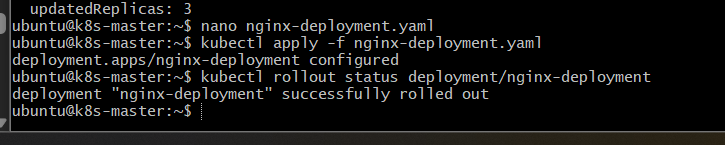 updatedReplicas: 3
ubuntu@k8s-master:~$ nano nginx-deployment.yaml
ubuntu@k8s-master:~$ kubectl apply -f nginx-deployment.yaml
deployment.apps/nginx-deployment configured
ubuntu@k8s-master:~$ kubectl rollout status deployment/nginx-deployment
deployment "nginx-deployment" successfully rolled out
ubuntu@k8s-master:~$